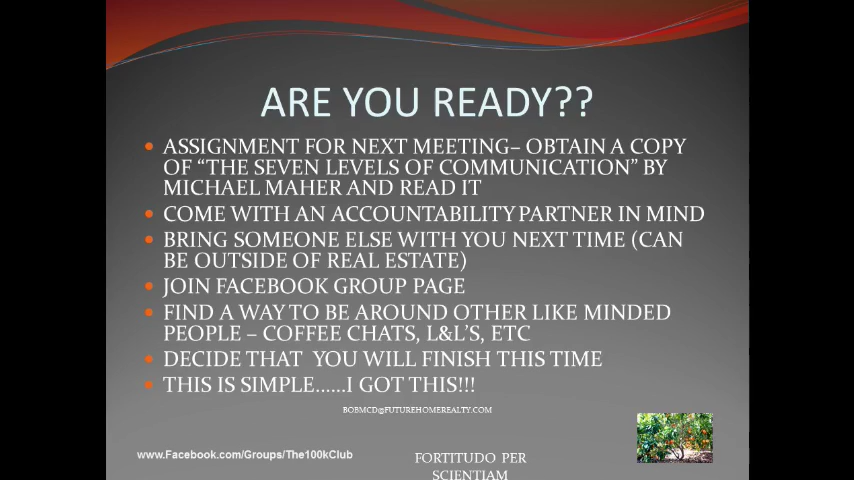 ARE YOU READY??
• ASSIGNMENT FOR NEXT MEETING– OBTAIN A COPY
OF “THE SEVEN LEVELS OF COMMUNICATION” BY
MICHAEL MAHER AND READ IT
• COME WITH AN ACCOUNTABILITY PARTNER IN MIND
• BRING SOMEONE ELSE WITH YOU NEXT TIME (CAN
BE OUTSIDE OF REAL ESTATE)
• JOIN FACEBOOK GROUP PAGE
• FIND A WAY TO BE AROUND OTHER LIKE MINDED
PEOPLE – COFFEE CHATS, L&L’S, ETC
• DECIDE THAT  YOU WILL FINISH THIS TIME
• THIS IS SIMPLE......I GOT THIS!!!
BOBMCD@FUTUREHOMEREALTY.COM
www.Facebook.com/Groups/The100kClub
FORTITUDO PER
SCIENTIAM